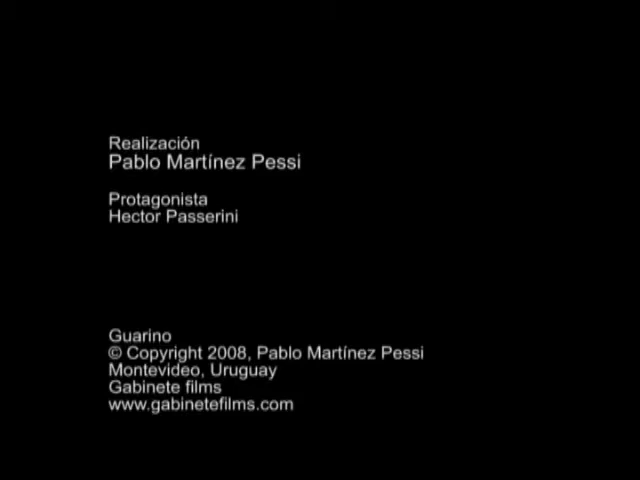 Realización
Pablo Martínez Pessi
Protagonista
Hector Passerini
Guarino
© Copyright 2008, Pablo Martínez Pessi
Montevideo, Uruguay
Gabinete films
www.gabinetefilms.com